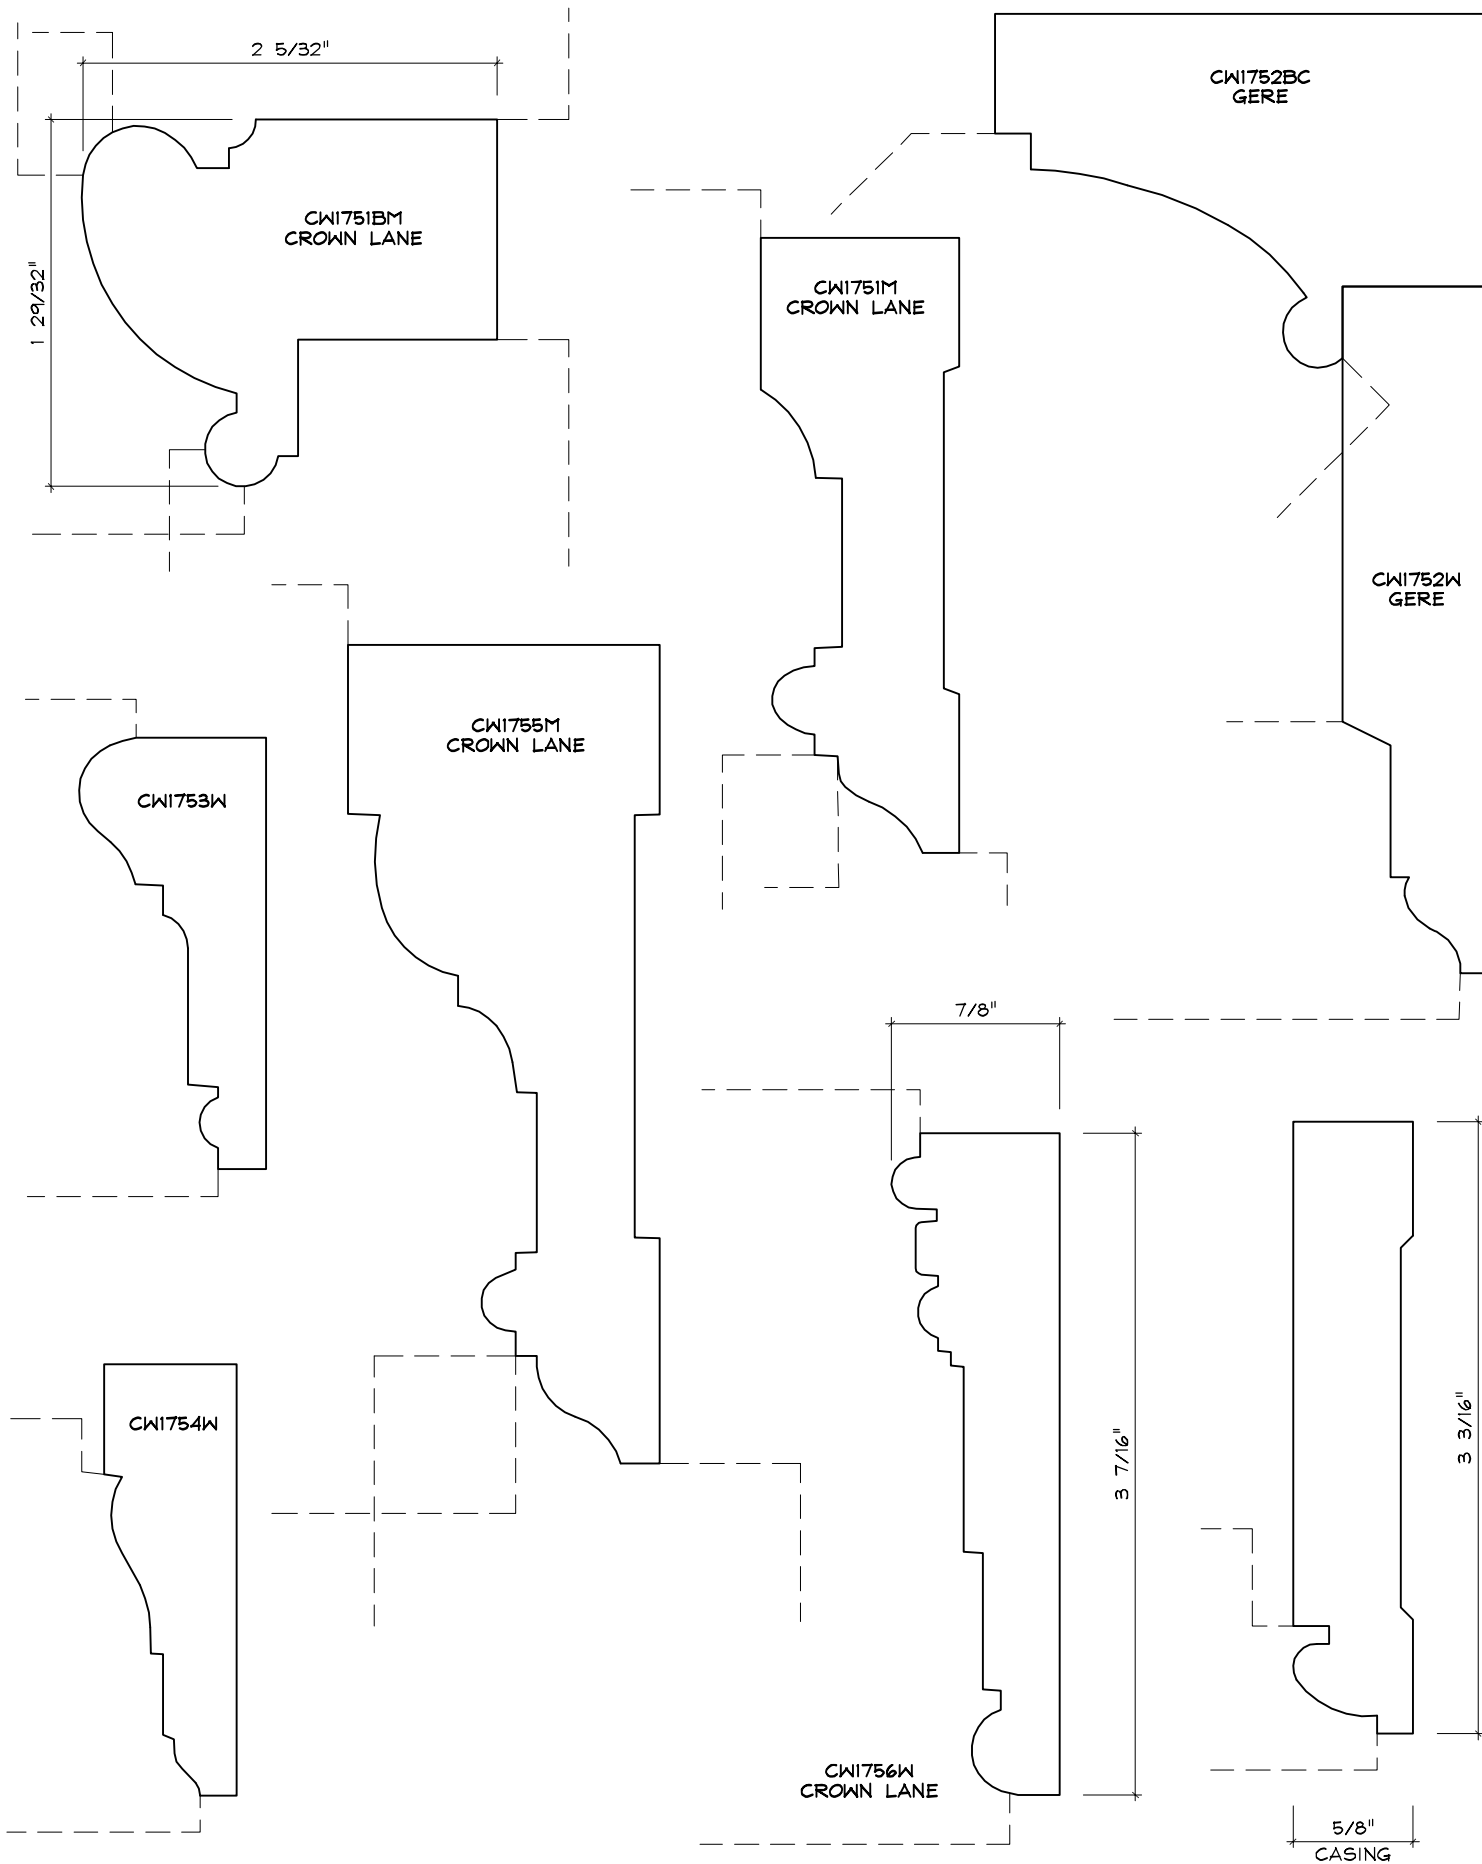 2 5/32"
CW1752BC
GERE
CW1751BM
CROWN LANE
1 29/32"
CW1751M
CROWN LANE
CW1752W
GERE
CW1755M
CROWN LANE
CW1753W
7/8"
CW1754W
3 7/16"
3 3/16"
CW1756W
CROWN LANE
5/8"
CASING